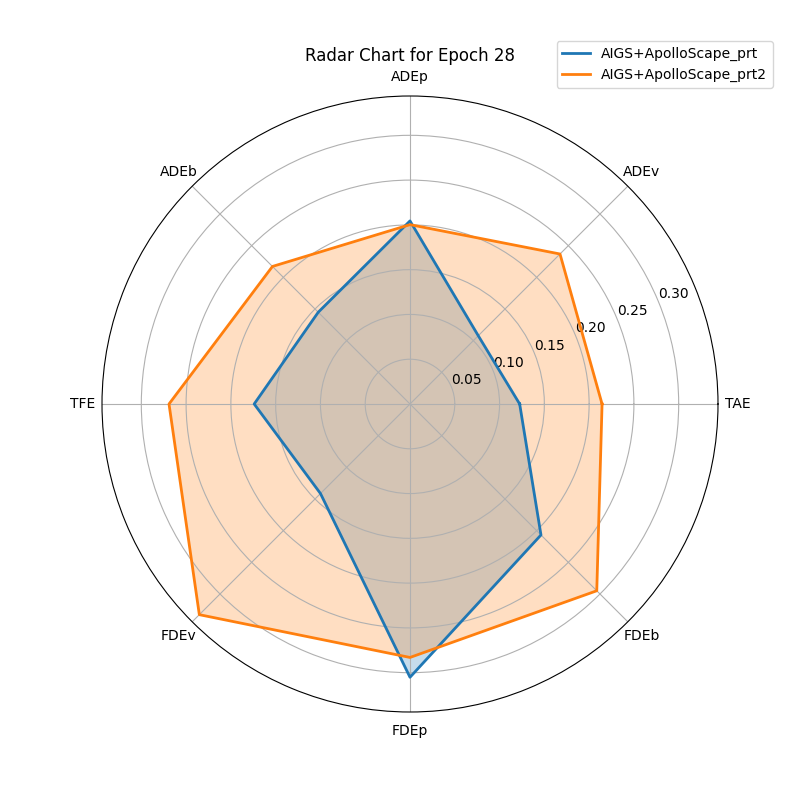 Radar Chart for Epoch 28
AIGS+ApolloScape_prt
AIGS+ApolloScape_prt2
ADEp
ADEb
ADEv
0.30
0.25
0.20
0.15
0.10
0.05
TFE
TAE
FDEv
FDEb
FDEp